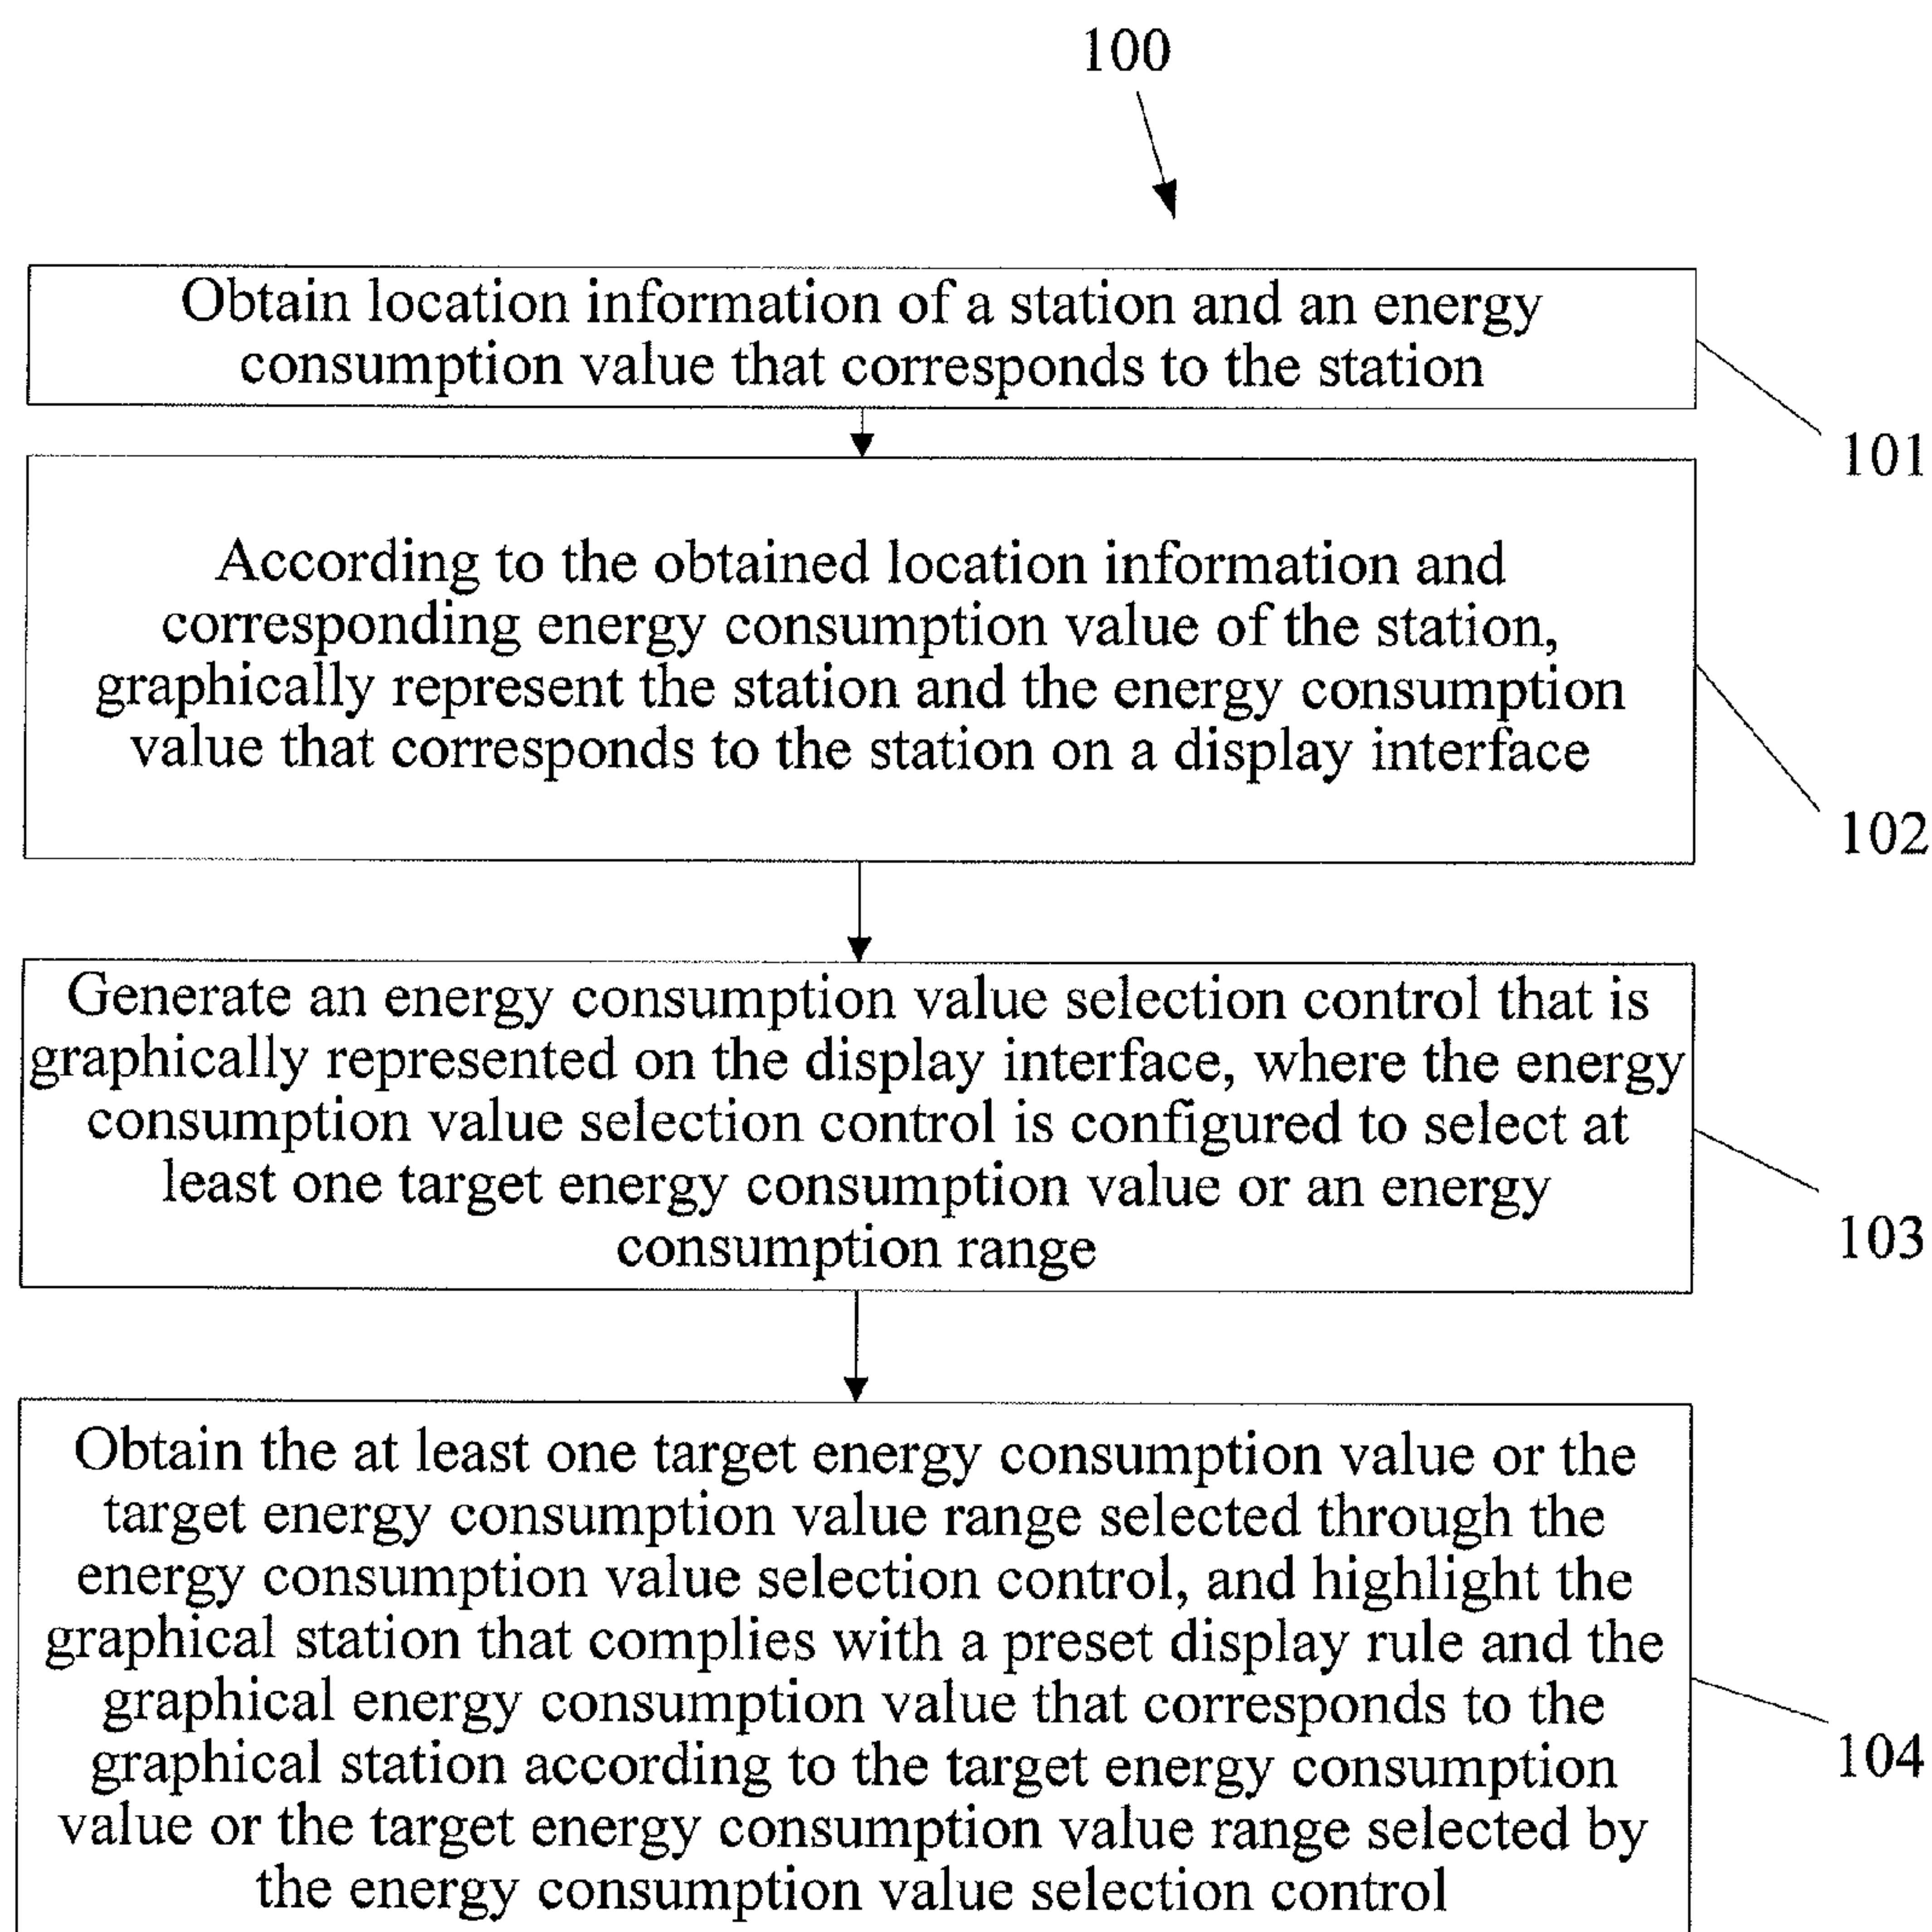 100
Obtain location information of a station and an energy
consumption value that corresponds to the station
101
According to the obtained location information and
corresponding energy consumption value of the station,
graphically represent the station and the energy consumption
value that corresponds to the station on a display interface
102
Generate an energy consumption value selection control that is
graphically represented on the display interface, where the energy
consumption value selection control is configured to select at
least one target energy consumption value or an energy
consumption range
103
Obtain the at least one target energy consumption value or the
target energy consumption value range selected through the
energy consumption value selection control, and highlight the
graphical station that complies with a preset display rule and the
graphical energy consumption value that corresponds to the
graphical station according to the target energy consumption
value or the target energy consumption value range selected by
the energy consumption value selection control
104